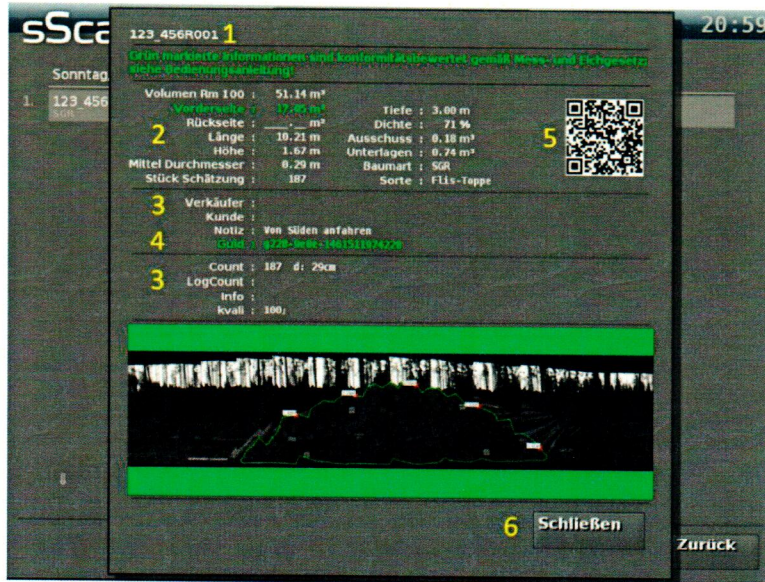 sSca
20:59
123_456R001 1
Grün markierte Informationen sind konformitätsbewertet gemäß Mess- und Eichgesetz;
siehe Bedienungsanleitung!
Sonntag,
1. 123_456
SGR
Volumen Rm 100 : 51.14 m³
Vorderseite : 17.05 m²
Rückseite : ___.__ m²
2 Länge : 10.21 m
Höhe : 1.67 m
Mittel Durchmesser : 0.29 m
Stück Schätzung : 187
Tiefe : 3.00 m
Dichte : 71 %
Ausschuss : 0.18 m³
Unterlagen : 0.74 m³
Baumart : SGR
Sorte : Flis-Toppe
5
3 Verkäufer :
Kunde :
Notiz : Von Süden anfahren
4 Guid :
Count : 187 d: 29cm
3 LogCount :
Info :
kvali : 100;
6 Schließen
Zurück